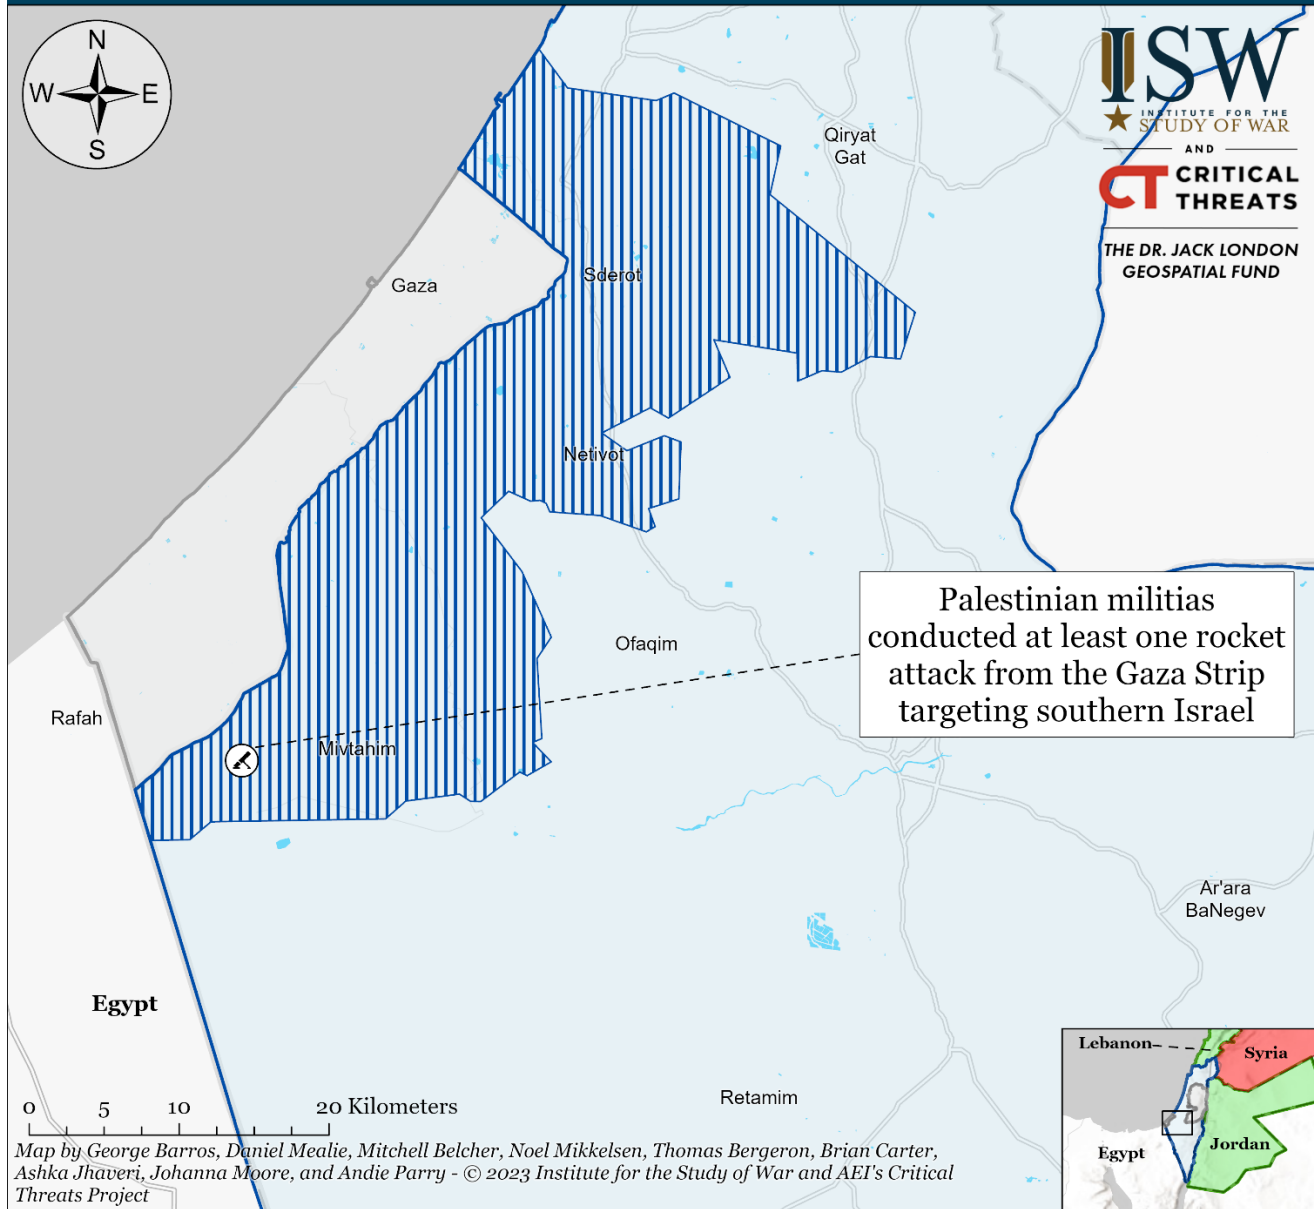 N
W
E
S
ISW
INSTITUTE FOR THE
STUDY OF WAR
AND
CT CRITICAL
THREATS
THE DR. JACK LONDON
GEOSPATIAL FUND
Qiryat
Gat
Sderot
Gaza
Netivot
Palestinian militias
conducted at least one rocket
attack from the Gaza Strip
targeting southern Israel
Ofaqim
Rafah
Mivtahim
Ar'ara
BaNegev
Egypt
Retamim
Lebanon
Syria
Egypt
Jordan
0 5 10 20 Kilometers
Map by George Barros, Daniel Mealie, Mitchell Belcher, Noel Mikkelsen, Thomas Bergeron, Brian Carter,
Ashka Jhaveri, Johanna Moore, and Andie Parry - © 2023 Institute for the Study of War and AEI's Critical
Threats Project